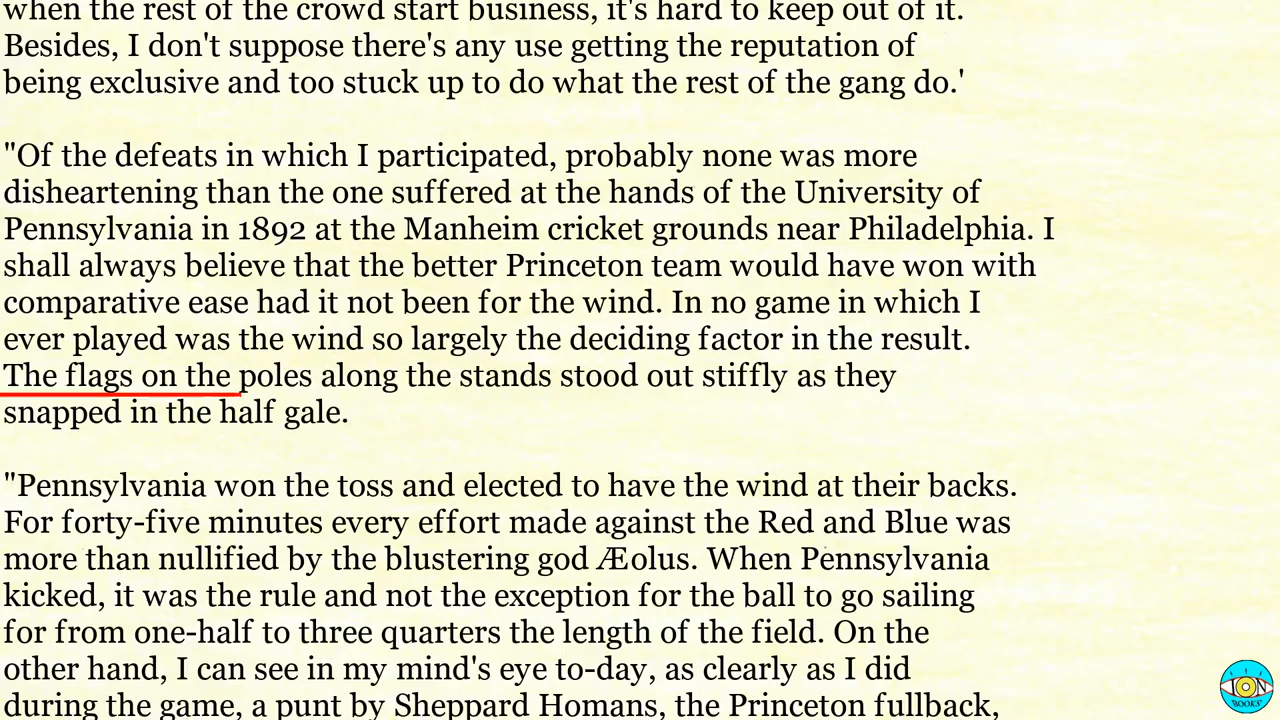 when the rest of the crowd start business, it's hard to keep out of it.
Besides, I don't suppose there's any use getting the reputation of
being exclusive and too stuck up to do what the rest of the gang do.'
"Of the defeats in which I participated, probably none was more
disheartening than the one suffered at the hands of the University of
Pennsylvania in 1892 at the Manheim cricket grounds near Philadelphia. I
shall always believe that the better Princeton team would have won with
comparative ease had it not been for the wind. In no game in which I
ever played was the wind so largely the deciding factor in the result.
The flags on the poles along the stands stood out stiffly as they
snapped in the half gale.
"Pennsylvania won the toss and elected to have the wind at their backs.
For forty-five minutes every effort made against the Red and Blue was
more than nullified by the blustering god Æolus. When Pennsylvania
kicked, it was the rule and not the exception for the ball to go sailing
for from one-half to three quarters the length of the field. On the
other hand, I can see in my mind's eye to-day, as clearly as I did
during the game, a punt by Sheppard Homans, the Princeton fullback,
ION
BOOKS